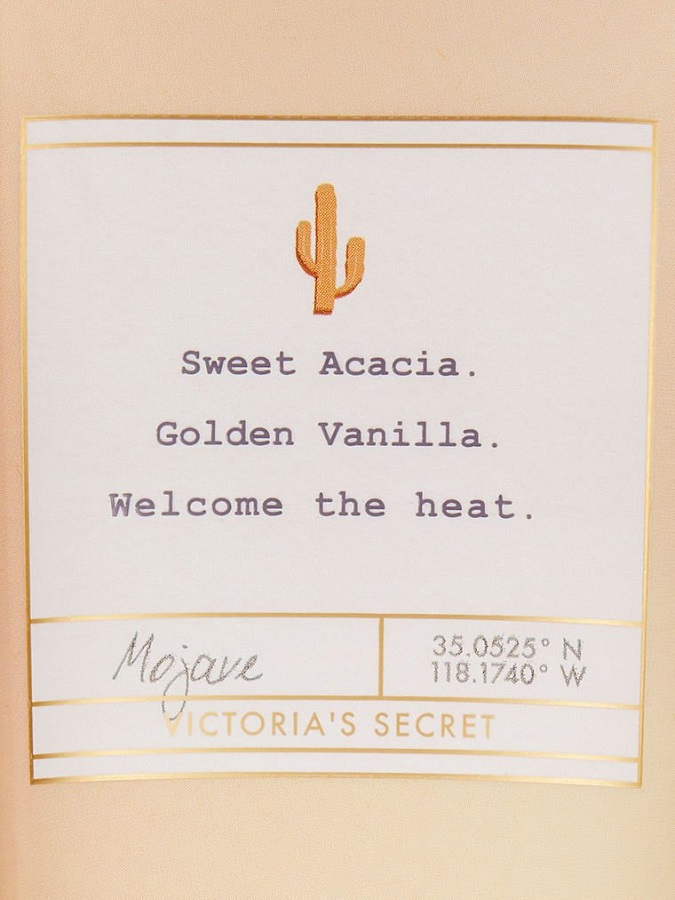 Sweet Acacia.
Golden Vanilla.
Welcome the heat.
Mojave
35.0525° N
118.1740° W
VICTORIA'S SECRET